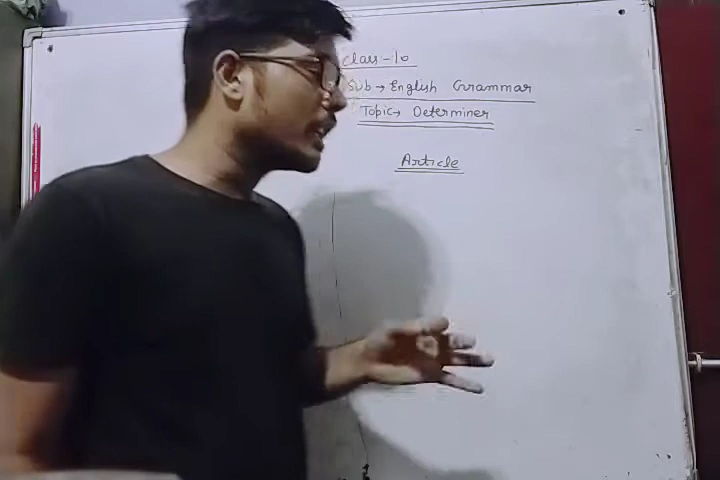 class-10
Sub → English Grammar
Topic → Determiner
Article